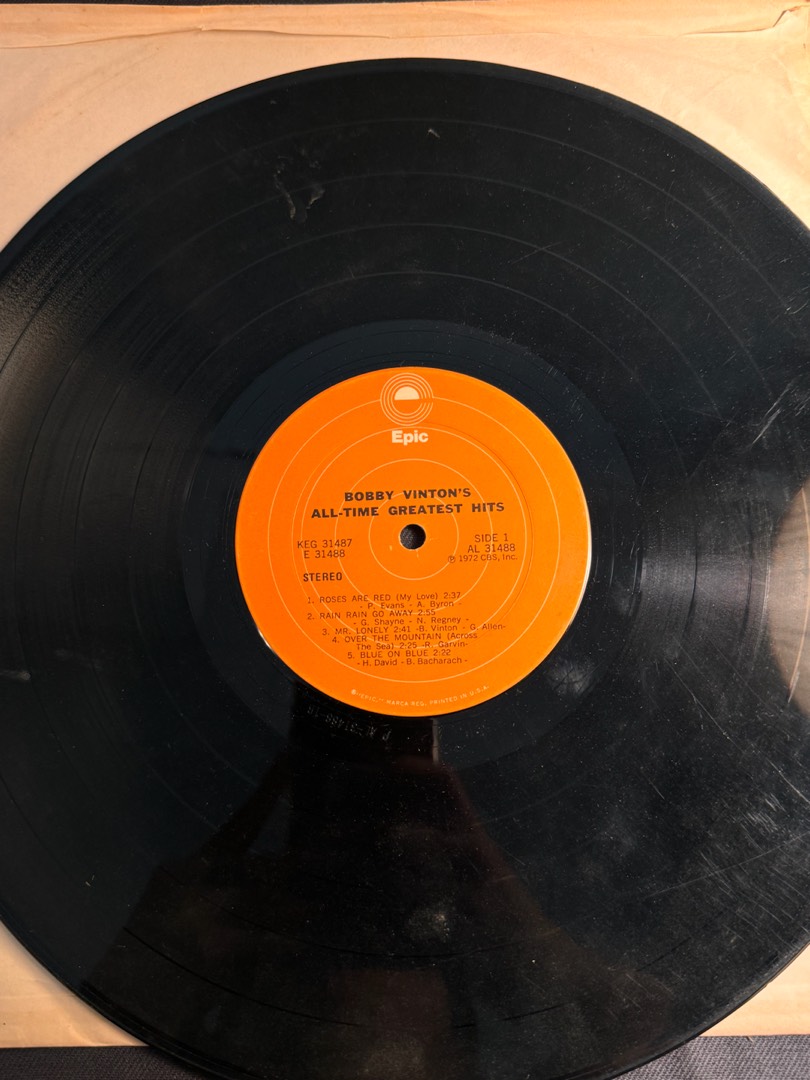 Epic
BOBBY VINTON'S
ALL-TIME GREATEST HITS
KEG 31487
E 31488
SIDE 1
AL 31488
Ⓟ 1972 CBS, Inc.
STEREO
1. ROSES ARE RED (My Love) 2:37
- P. Evans - A. Byron -
2. RAIN RAIN GO AWAY 2:55
- G. Shayne - N. Regney -
3. MR. LONELY 2:41 -B. Vinton - G. Allen-
4. OVER THE MOUNTAIN (Across
The Sea) 2:25 -R. Garvin-
5. BLUE ON BLUE 2:22
- H. David - B. Bacharach -
"EPIC," MARCA REG. PRINTED IN U.S.A.